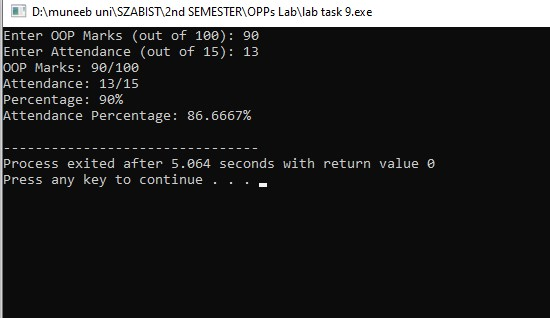 D:\muneeb uni\SZABIST\2nd SEMESTER\OPPs Lab\lab task 9.exe
Enter OOP Marks (out of 100): 90
Enter Attendance (out of 15): 13
OOP Marks: 90/100
Attendance: 13/15
Percentage: 90%
Attendance Percentage: 86.6667%
--------------------------------
Process exited after 5.064 seconds with return value 0
Press any key to continue . . .